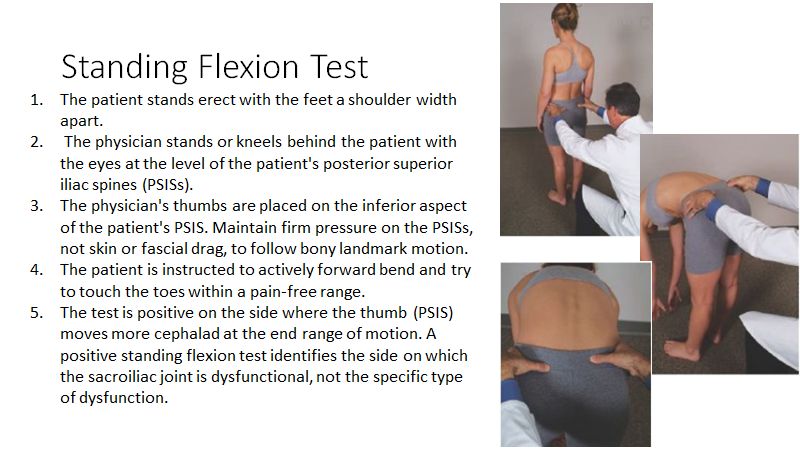 Standing Flexion Test
1. The patient stands erect with the feet a shoulder width
apart.
2. The physician stands or kneels behind the patient with
the eyes at the level of the patient's posterior superior
iliac spines (PSISs).
3. The physician's thumbs are placed on the inferior aspect
of the patient's PSIS. Maintain firm pressure on the PSISs,
not skin or fascial drag, to follow bony landmark motion.
4. The patient is instructed to actively forward bend and try
to touch the toes within a pain-free range.
5. The test is positive on the side where the thumb (PSIS)
moves more cephalad at the end range of motion. A
positive standing flexion test identifies the side on which
the sacroiliac joint is dysfunctional, not the specific type
of dysfunction.